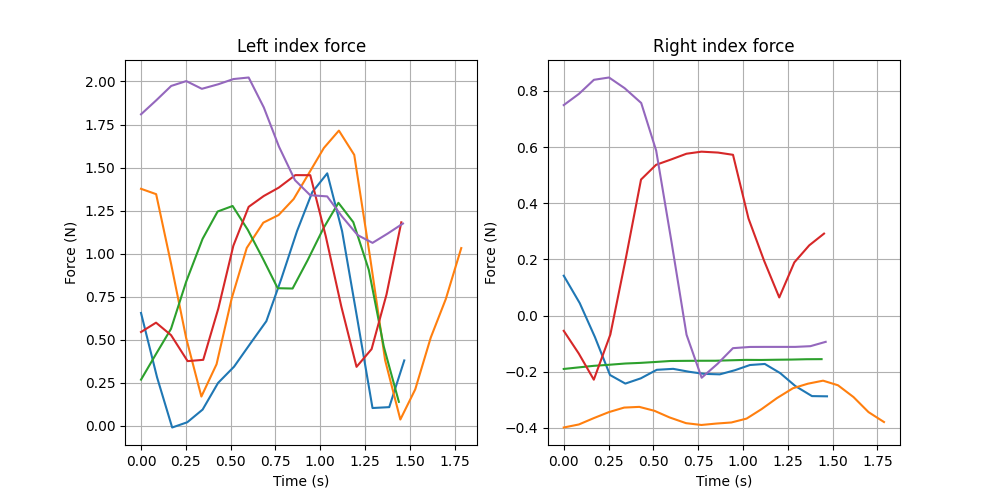 Left index force
Force (N)
2.00
1.75
1.50
1.25
1.00
0.75
0.50
0.25
0.00
0.00 0.25 0.50 0.75 1.00 1.25 1.50 1.75
Time (s)
Right index force
Force (N)
0.8
0.6
0.4
0.2
0.0
−0.2
−0.4
0.00 0.25 0.50 0.75 1.00 1.25 1.50 1.75
Time (s)